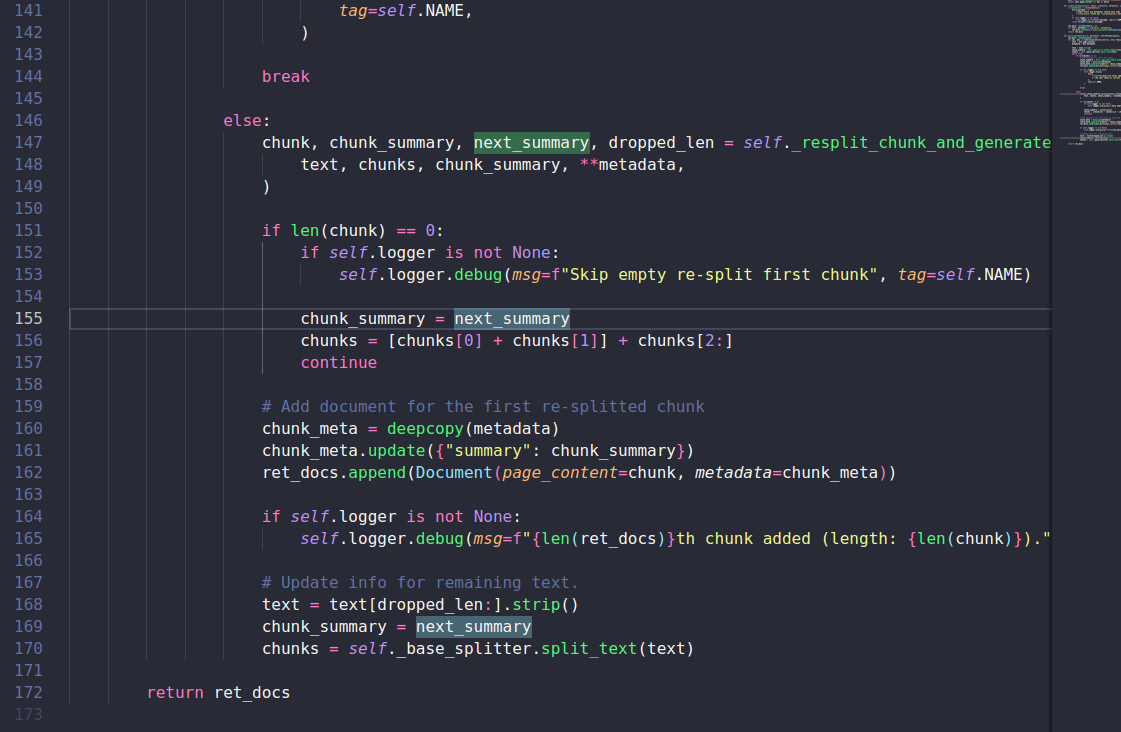 141                               tag=self.NAME,
142                           )
143
144                       break
145
146                   else:
147                       chunk, chunk_summary, next_summary, dropped_len = self._resplit_chunk_and_generate
148                           text, chunks, chunk_summary, **metadata,
149                       )
150
151                       if len(chunk) == 0:
152                           if self.logger is not None:
153                               self.logger.debug(msg=f"Skip empty re-split first chunk", tag=self.NAME)
154
155                           chunk_summary = next_summary
156                           chunks = [chunks[0] + chunks[1]] + chunks[2:]
157                           continue
158
159                       # Add document for the first re-splitted chunk
160                       chunk_meta = deepcopy(metadata)
161                       chunk_meta.update({"summary": chunk_summary})
162                       ret_docs.append(Document(page_content=chunk, metadata=chunk_meta))
163
164                       if self.logger is not None:
165                           self.logger.debug(msg=f"{len(ret_docs)}th chunk added (length: {len(chunk)})."
166
167                       # Update info for remaining text.
168                       text = text[dropped_len:].strip()
169                       chunk_summary = next_summary
170                       chunks = self._base_splitter.split_text(text)
171
172           return ret_docs
173